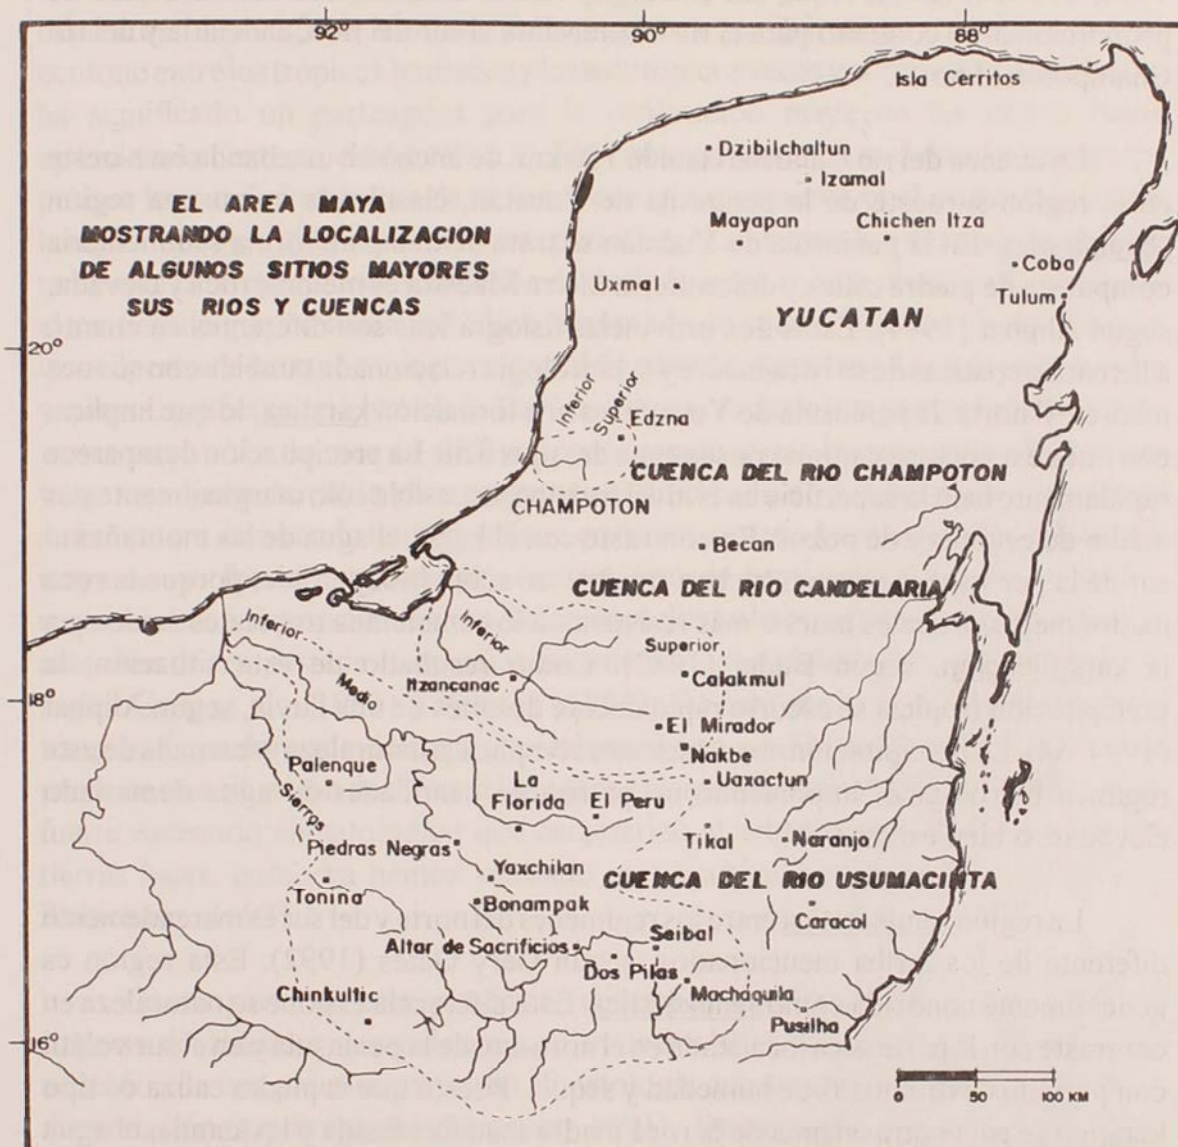 92°
90°
88°
Isla Cerritos
Dzibilchaltun
Izamal
EL AREA MAYA
MOSTRANDO LA LOCALIZACION
DE ALGUNOS SITIOS MAYORES
SUS RIOS Y CUENCAS
Mayapan
Chichen Itza
Coba
Uxmal
Tulum
YUCATAN
20°
Inferior
Superior
Edzna
CUENCA DEL RIO CHAMPOTON
CHAMPOTON
Becan
CUENCA DEL RIO CANDELARIA
Inferior
Inferior
Superior
Medio
Itzancanac
Calakmul
18°
El Mirador
Nakbe
Palenque
La
Florida
Uaxactun
El Peru
Sierras
Piedras Negras
Tikal
Naranjo
Yaxchilan
CUENCA DEL RIO USUMACINTA
Tonina
Bonampak
Caracol
Altar de Sacrificios
Seibal
Dos Pilas
Chinkultic
Machaquila
Pusilha
16°
0
50
100 KM